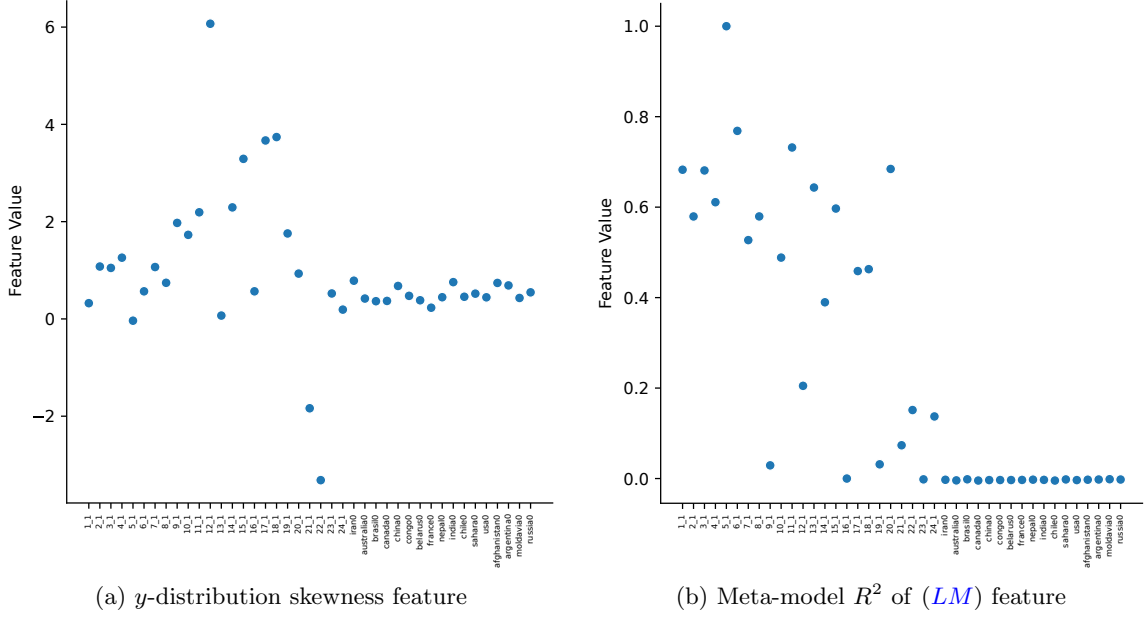 6
4
2
0
−2
Feature Value
1_1
2_1
3_1
4_1
5_1
6_1
7_1
8_1
9_1
10_1
11_1
12_1
13_1
14_1
15_1
16_1
17_1
18_1
19_1
20_1
21_1
22_1
23_1
24_1
iran0
australia0
brasil0
canada0
china0
congo0
belarus0
france0
nepal0
india0
chile0
sahara0
usa0
afghanistan0
argentina0
moldavia0
russia0
(a) y-distribution skewness feature
1.0
0.8
0.6
0.4
0.2
0.0
Feature Value
1_1
2_1
3_1
4_1
5_1
6_1
7_1
8_1
9_1
10_1
11_1
12_1
13_1
14_1
15_1
16_1
17_1
18_1
19_1
20_1
21_1
22_1
23_1
24_1
iran0
australia0
brasil0
canada0
china0
congo0
belarus0
france0
nepal0
india0
chile0
sahara0
usa0
afghanistan0
argentina0
moldavia0
russia0
(b) Meta-model R² of (LM) feature